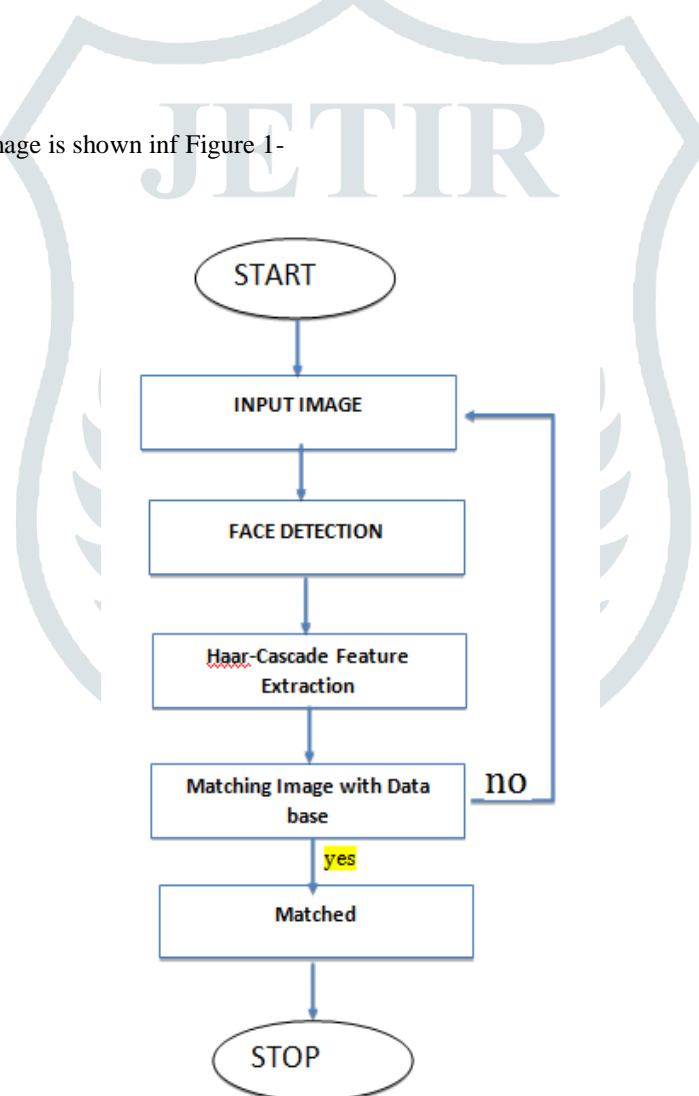 JETIR
nage is shown inf Figure 1-
START
INPUT IMAGE
FACE DETECTION
Haar-Cascade Feature
Extraction
Matching Image with Data
base
no
yes
Matched
STOP